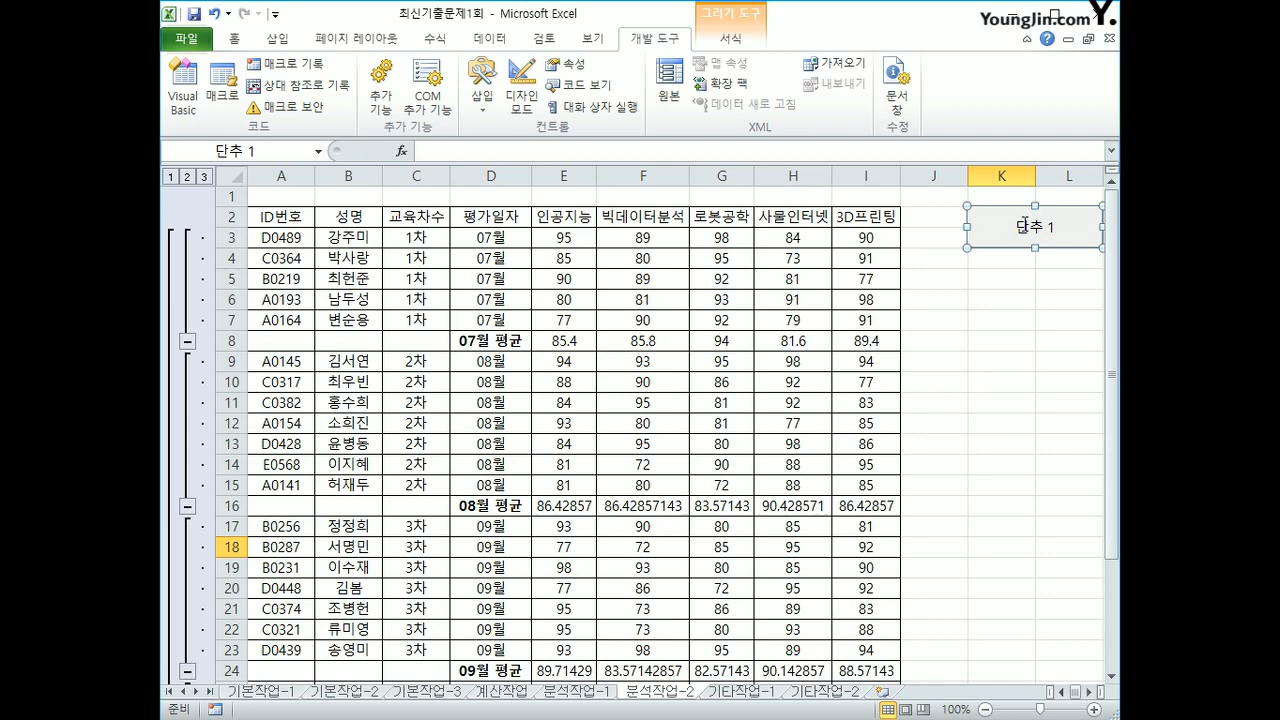 최신기출문제1회 - Microsoft Excel
그리기 도구
YoungJin.com Y.
파일 홈 삽입 페이지 레이아웃 수식 데이터 검토 보기 개발 도구 서식
Visual Basic
매크로
매크로 기록
상대 참조로 기록
매크로 보안
코드
추가 기능
COM 추가 기능
추가 기능
삽입
디자인 모드
속성
코드 보기
대화 상자 실행
컨트롤
원본
맵 속성
확장 팩
데이터 새로 고침
가져오기
내보내기
XML
문서 창
수정
단추 1
fx
1 2 3 A B C D E F G H I J K L
1
2 ID번호 성명 교육차수 평가일자 인공지능 빅데이터분석 로봇공학 사물인터넷 3D프린팅
단추 1
3 D0489 강주미 1차 07월 95 89 98 84 90
4 C0364 박사랑 1차 07월 85 80 95 73 91
5 B0219 최헌준 1차 07월 90 89 92 81 77
6 A0193 남두성 1차 07월 80 81 93 91 98
7 A0164 변순용 1차 07월 77 90 92 79 91
8 07월 평균 85.4 85.8 94 81.6 89.4
9 A0145 김서연 2차 08월 94 93 95 98 94
10 C0317 최우빈 2차 08월 88 90 86 92 77
11 C0382 홍수희 2차 08월 84 95 81 92 83
12 A0154 소희진 2차 08월 93 80 81 77 85
13 D0428 윤병동 2차 08월 84 95 80 98 86
14 E0568 이지혜 2차 08월 81 72 90 88 95
15 A0141 허재두 2차 08월 81 80 72 88 85
16 08월 평균 86.42857 86.42857143 83.57143 90.428571 86.42857
17 B0256 정정희 3차 09월 93 90 80 85 81
18 B0287 서명민 3차 09월 77 72 85 95 92
19 B0231 이수재 3차 09월 98 93 80 85 90
20 D0448 김봄 3차 09월 77 86 72 95 92
21 C0374 조병헌 3차 09월 95 73 86 89 83
22 C0321 류미영 3차 09월 95 73 80 93 88
23 D0439 송영미 3차 09월 93 98 95 89 94
24 09월 평균 89.71429 83.57142857 82.57143 90.142857 88.57143
기본작업-1 기본작업-2 기본작업-3 계산작업 분석작업-1 분석작업-2 기타작업-1 기타작업-2
준비
100%